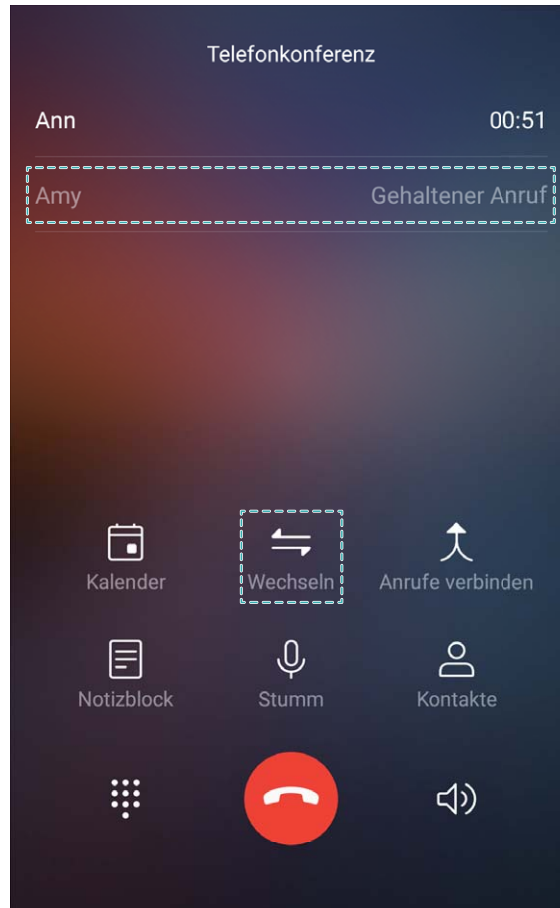 Telefonkonferenz
Ann 00:51
Amy Gehaltener Anruf
Kalender Wechseln Anrufe verbinden
Notizblock Stumm Kontakte